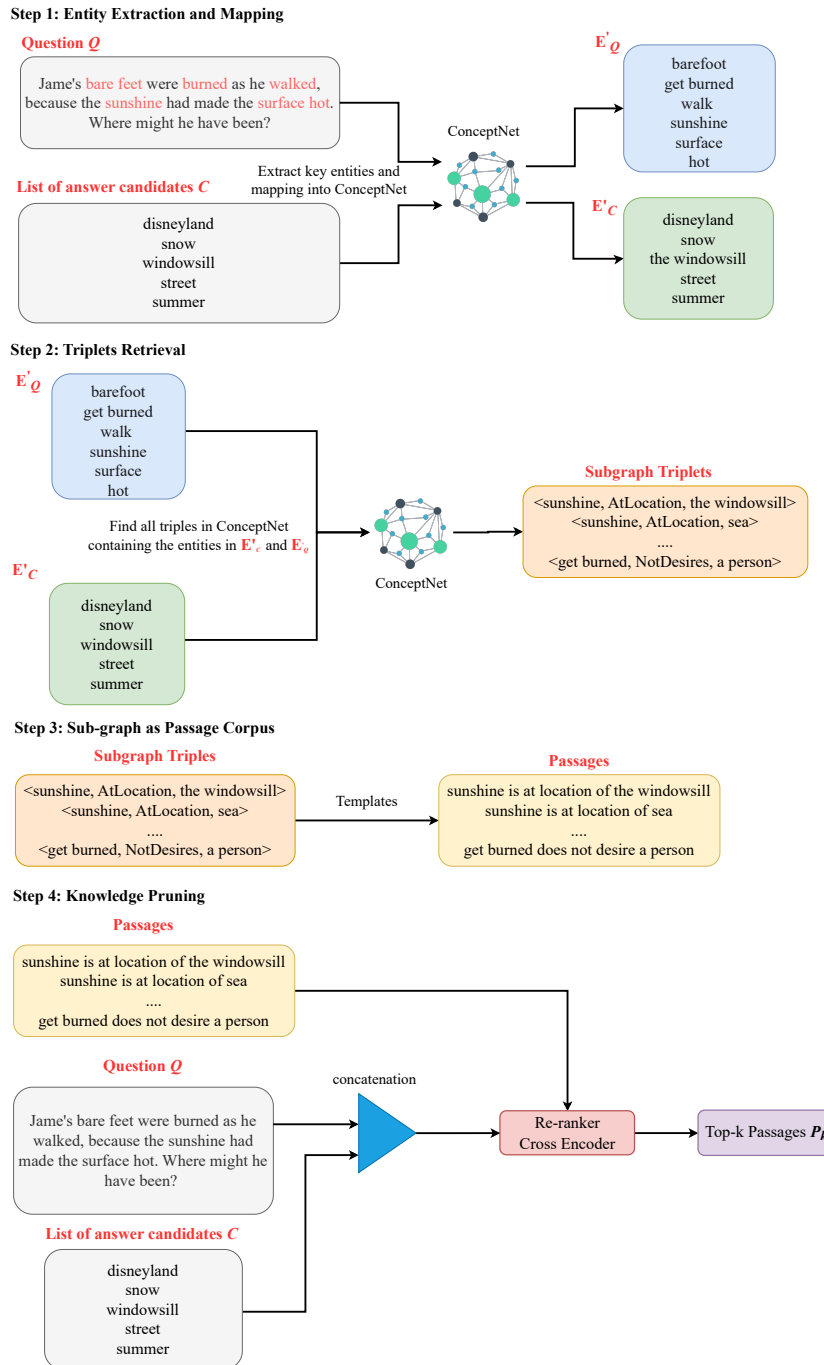 Step 1: Entity Extraction and Mapping
Question Q
Jame's bare feet were burned as he walked,
because the sunshine had made the surface hot.
Where might he have been?
List of answer candidates C
disneyland
snow
windowsill
street
summer
Extract key entities and
mapping into ConceptNet
ConceptNet
E'Q
barefoot
get burned
walk
sunshine
surface
hot
E'C
disneyland
snow
the windowsill
street
summer
Step 2: Triplets Retrieval
E'Q
barefoot
get burned
walk
sunshine
surface
hot
Find all triples in ConceptNet
containing the entities in E'c and E'Q
E'C
disneyland
snow
windowsill
street
summer
ConceptNet
Subgraph Triplets
<sunshine, AtLocation, the windowsill>
<sunshine, AtLocation, sea>
....
<get burned, NotDesires, a person>
Step 3: Sub-graph as Passage Corpus
Subgraph Triples
<sunshine, AtLocation, the windowsill>
<sunshine, AtLocation, sea>
....
<get burned, NotDesires, a person>
Templates
Passages
sunshine is at location of the windowsill
sunshine is at location of sea
....
get burned does not desire a person
Step 4: Knowledge Pruning
Passages
sunshine is at location of the windowsill
sunshine is at location of sea
....
get burned does not desire a person
Question Q
Jame's bare feet were burned as he
walked, because the sunshine had
made the surface hot. Where might he
have been?
List of answer candidates C
disneyland
snow
windowsill
street
summer
concatenation
Re-ranker
Cross Encoder
Top-k Passages